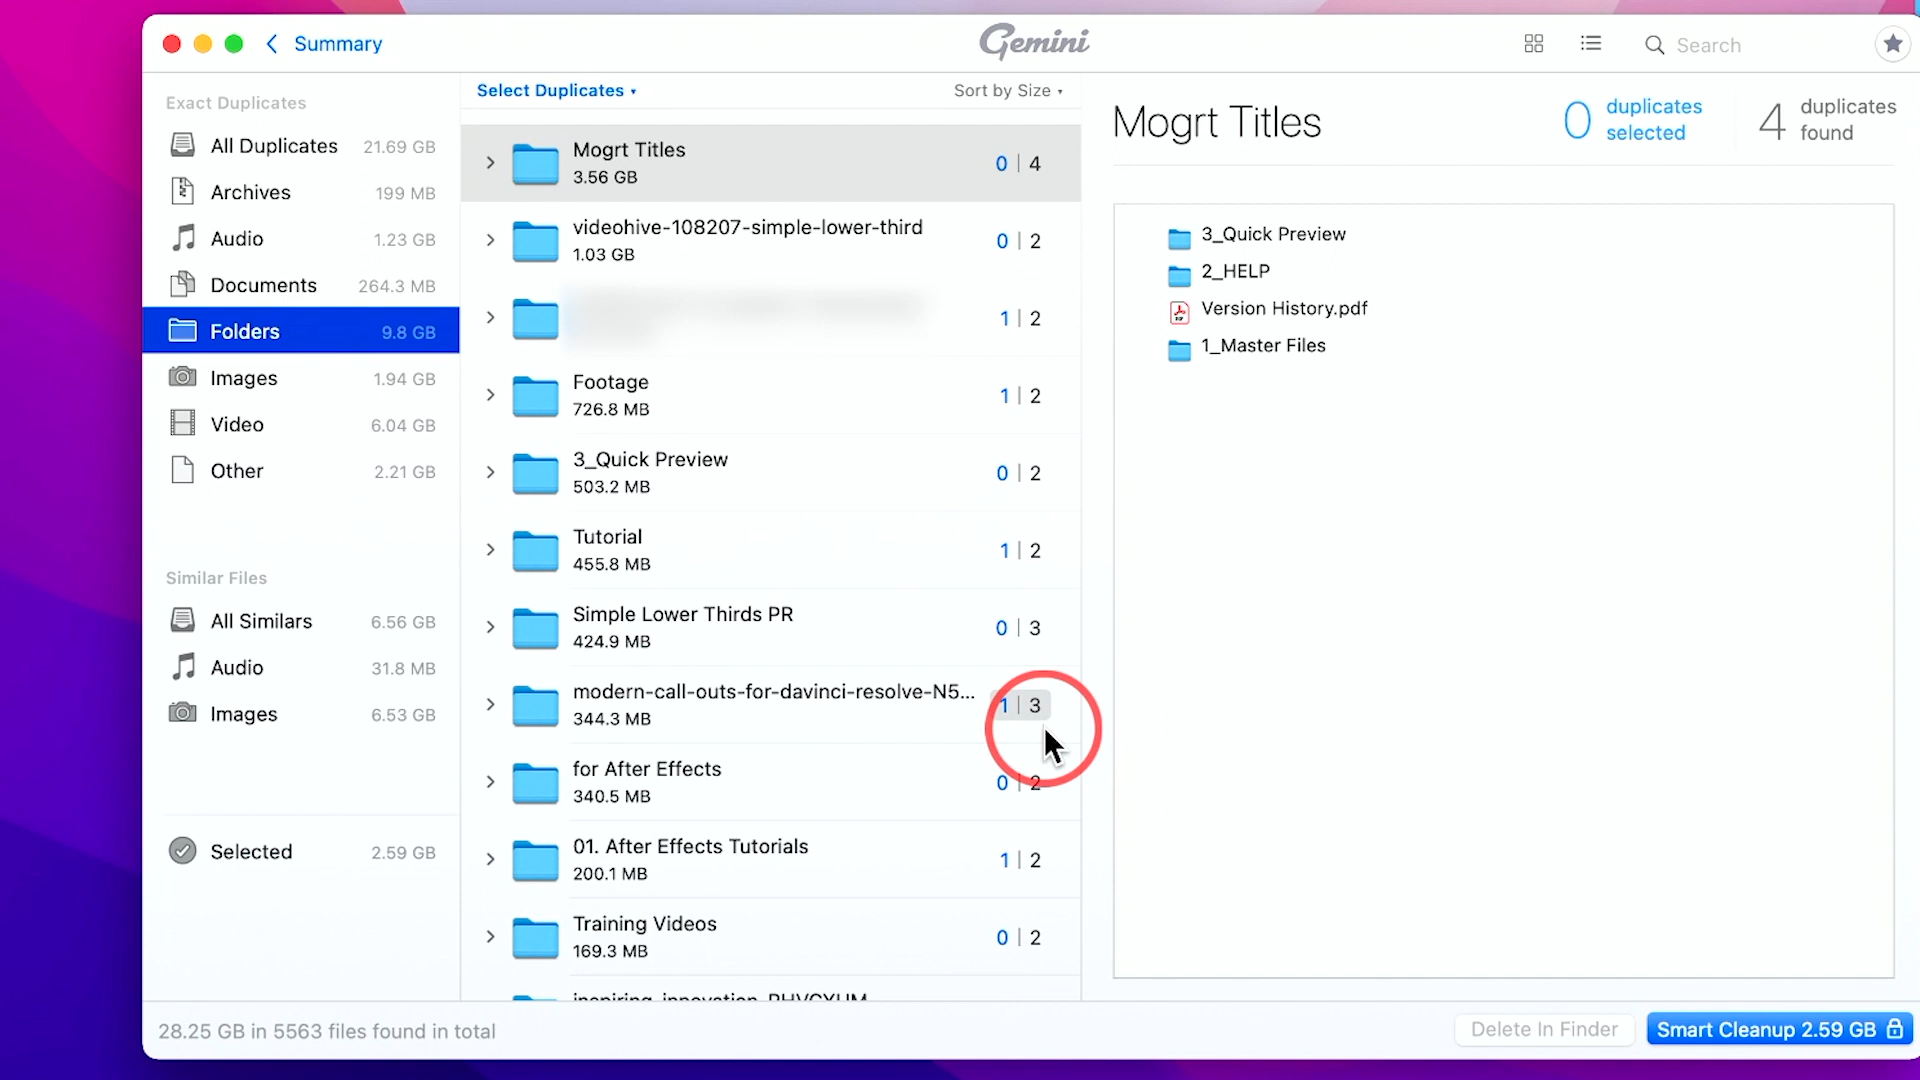 Summary
Gemini
Search
Exact Duplicates
All Duplicates 21.69 GB
Archives 199 MB
Audio 1.23 GB
Documents 264.3 MB
Folders 9.8 GB
Images 1.94 GB
Video 6.04 GB
Other 2.21 GB
Similar Files
All Similars 6.56 GB
Audio 31.8 MB
Images 6.53 GB
Selected 2.59 GB
Select Duplicates
Sort by Size
Mogrt Titles 0 | 4
3.56 GB
videohive-108207-simple-lower-third 0 | 2
1.03 GB
1 | 2
Footage 1 | 2
726.8 MB
3_Quick Preview 0 | 2
503.2 MB
Tutorial 1 | 2
455.8 MB
Simple Lower Thirds PR 0 | 3
424.9 MB
modern-call-outs-for-davinci-resolve-N5... 1 | 3
344.3 MB
for After Effects 0 | 2
340.5 MB
01. After Effects Tutorials 1 | 2
200.1 MB
Training Videos 0 | 2
169.3 MB
Mogrt Titles
0 duplicates selected
4 duplicates found
3_Quick Preview
2_HELP
Version History.pdf
1_Master Files
28.25 GB in 5563 files found in total
Delete In Finder
Smart Cleanup 2.59 GB